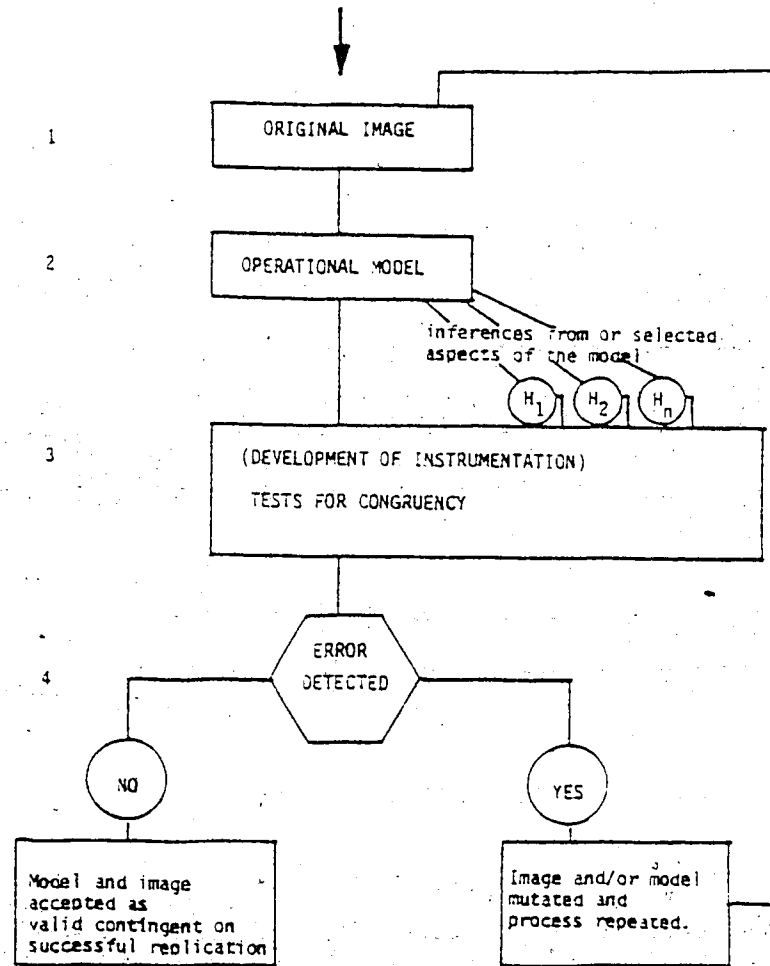 1
ORIGINAL IMAGE
2
OPERATIONAL MODEL
inferences from or selected
aspects of the model
H1 H2 Hn
3
(DEVELOPMENT OF INSTRUMENTATION)
TESTS FOR CONGRUENCY
4
ERROR
DETECTED
NO
YES
Model and image
accepted as
valid contingent on
successful replication
Image and/or model
mutated and
process repeated.